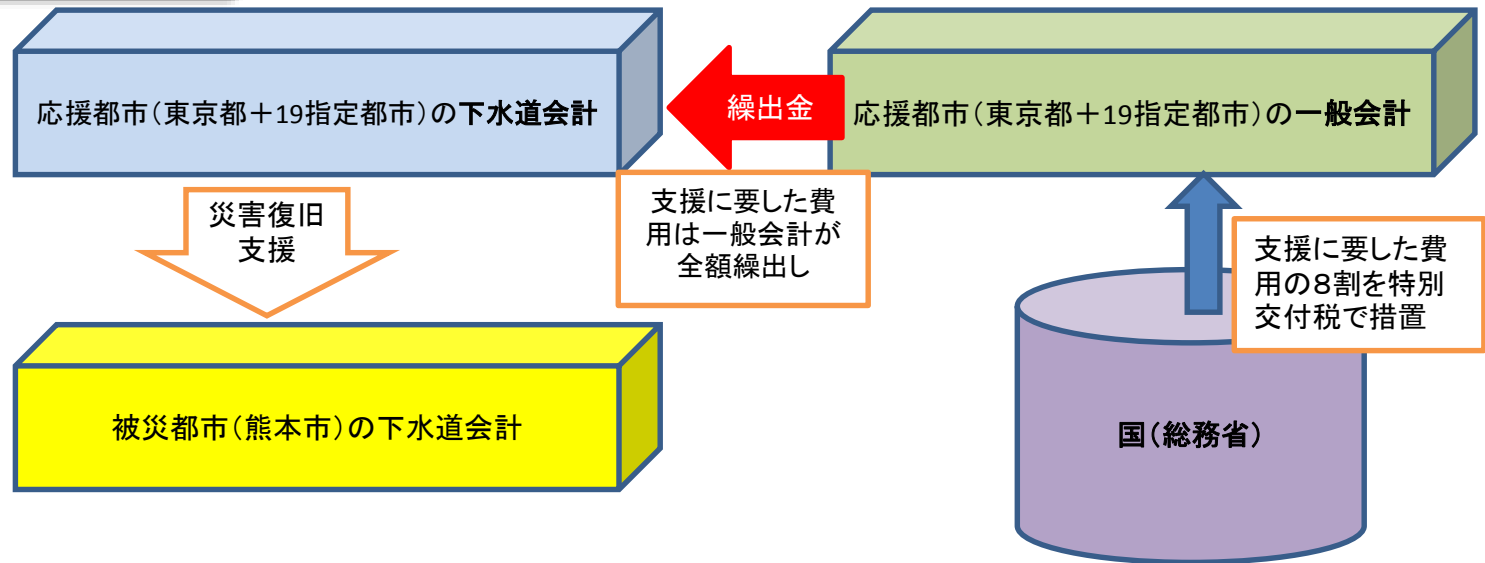 応援都市（東京都＋19指定都市）の下水道会計
繰出金
応援都市（東京都＋19指定都市）の一般会計
災害復旧
支援
支援に要した費
用は一般会計が
全額繰出し
支援に要した費
用の８割を特別
交付税で措置
被災都市（熊本市）の下水道会計
国（総務省）